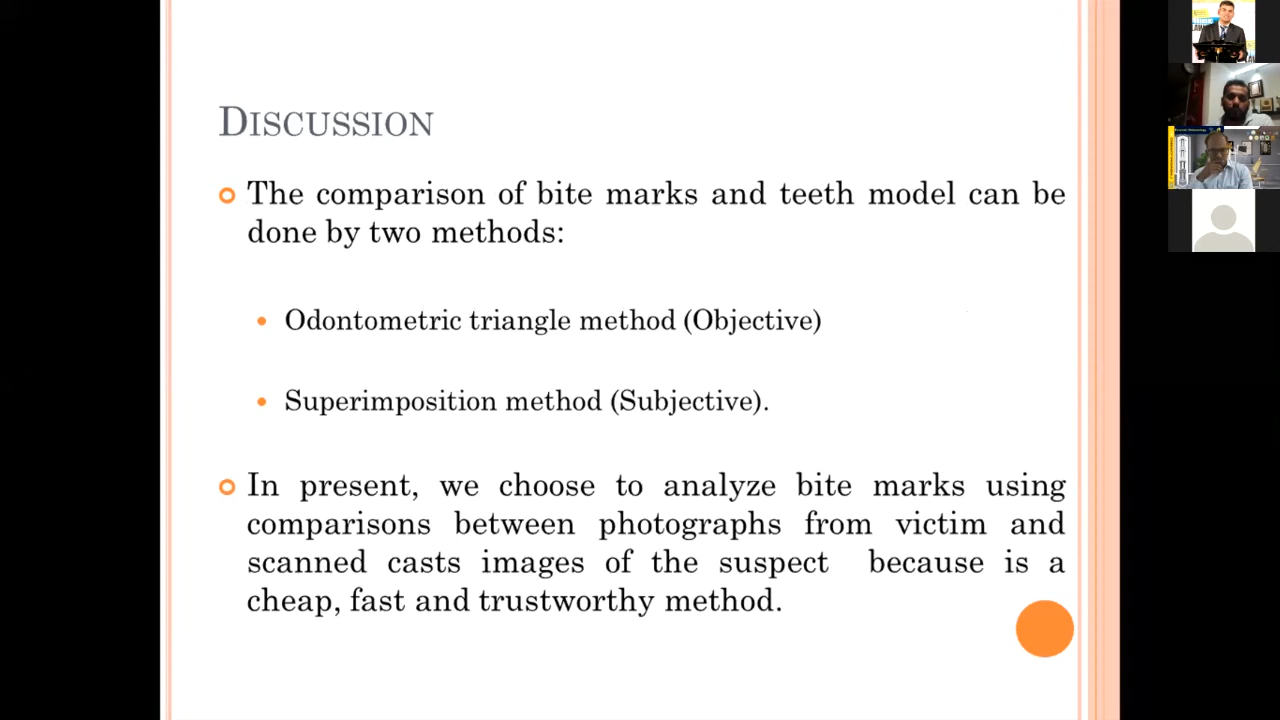 DISCUSSION
The comparison of bite marks and teeth model can be
done by two methods:
Odontometric triangle method (Objective)
Superimposition method (Subjective).
In present, we choose to analyze bite marks using
comparisons between photographs from victim and
scanned casts images of the suspect because is a
cheap, fast and trustworthy method.